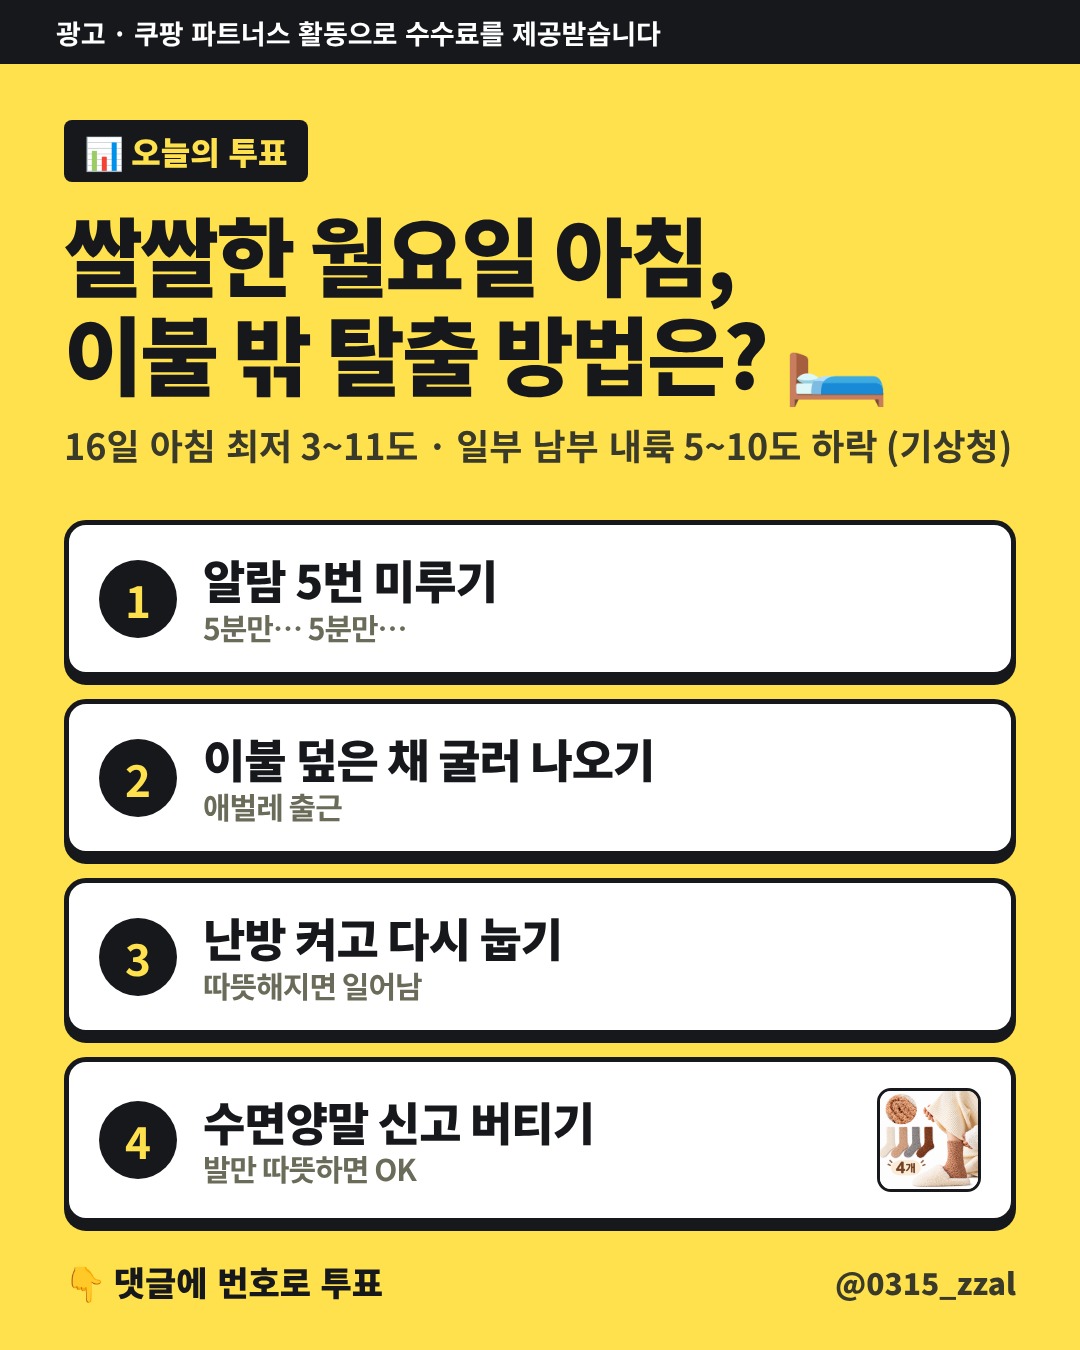 광고 · 쿠팡 파트너스 활동으로 수수료를 제공받습니다
📊 오늘의 투표
쌀쌀한 월요일 아침,
이불 밖 탈출 방법은? 🛏️
16일 아침 최저 3~11도 · 일부 남부 내륙 5~10도 하락 (기상청)
1 알람 5번 미루기
5분만… 5분만…
2 이불 덮은 채 굴러 나오기
애벌레 출근
3 난방 켜고 다시 눕기
따뜻해지면 일어남
4 수면양말 신고 버티기
발만 따뜻하면 OK
4개
👇 댓글에 번호로 투표
@0315_zzal